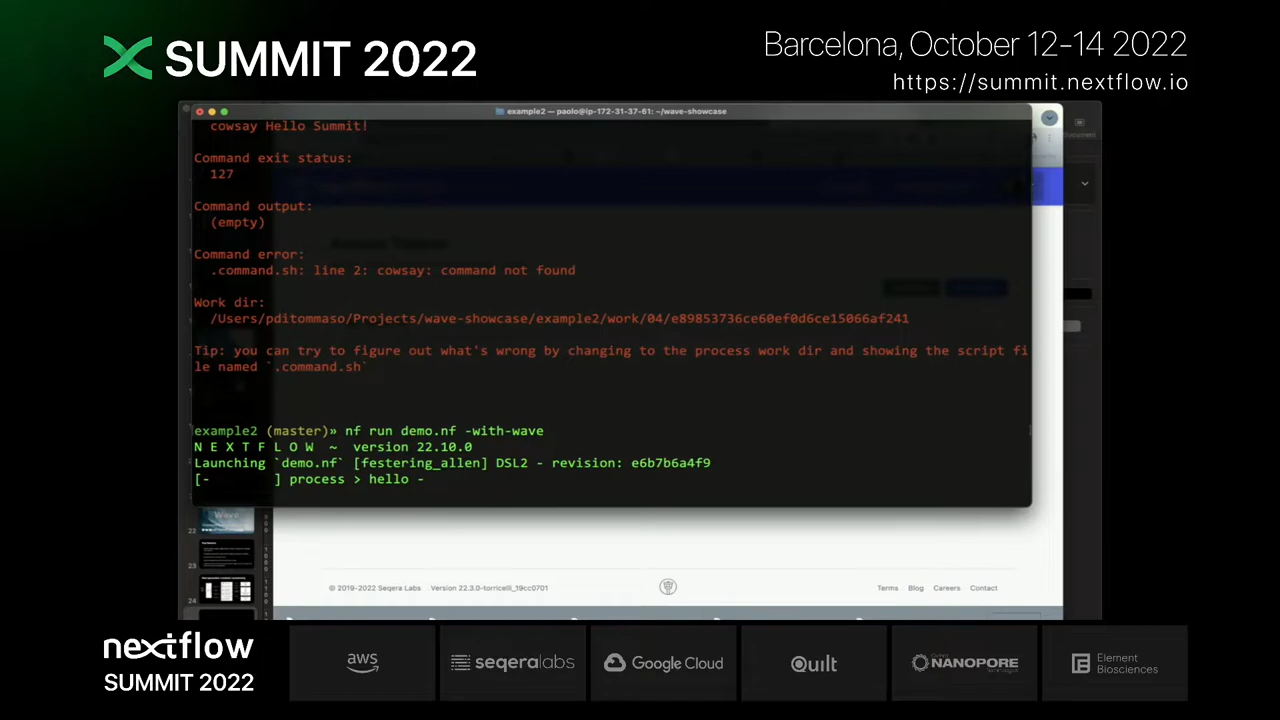 SUMMIT 2022
Barcelona, October 12-14 2022
https://summit.nextflow.io
example2 — paolo@ip-172-31-37-61: ~/wave-showcase
cowsay Hello Summit!
Command exit status:
127
Command output:
(empty)
Command error:
.command.sh: line 2: cowsay: command not found
Work dir:
/Users/pditommaso/Projects/wave-showcase/example2/work/04/e89853736ce60ef0d6ce15066af241
Tip: you can try to figure out what's wrong by changing to the process work dir and showing the script fi
le named `.command.sh`
example2 (master)» nf run demo.nf -with-wave
N E X T F L O W ~ version 22.10.0
Launching `demo.nf` [festering_allen] DSL2 - revision: e6b7b6a4f9
[- ] process > hello -
Wave
22
23
24
© 2019-2022 Seqera Labs Version 22.3.0-torricelli_19cc0701
Terms Blog Careers Contact
nextflow
SUMMIT 2022
aws
seqeralabs
Google Cloud
Quilt
NANOPORE
Element
Biosciences